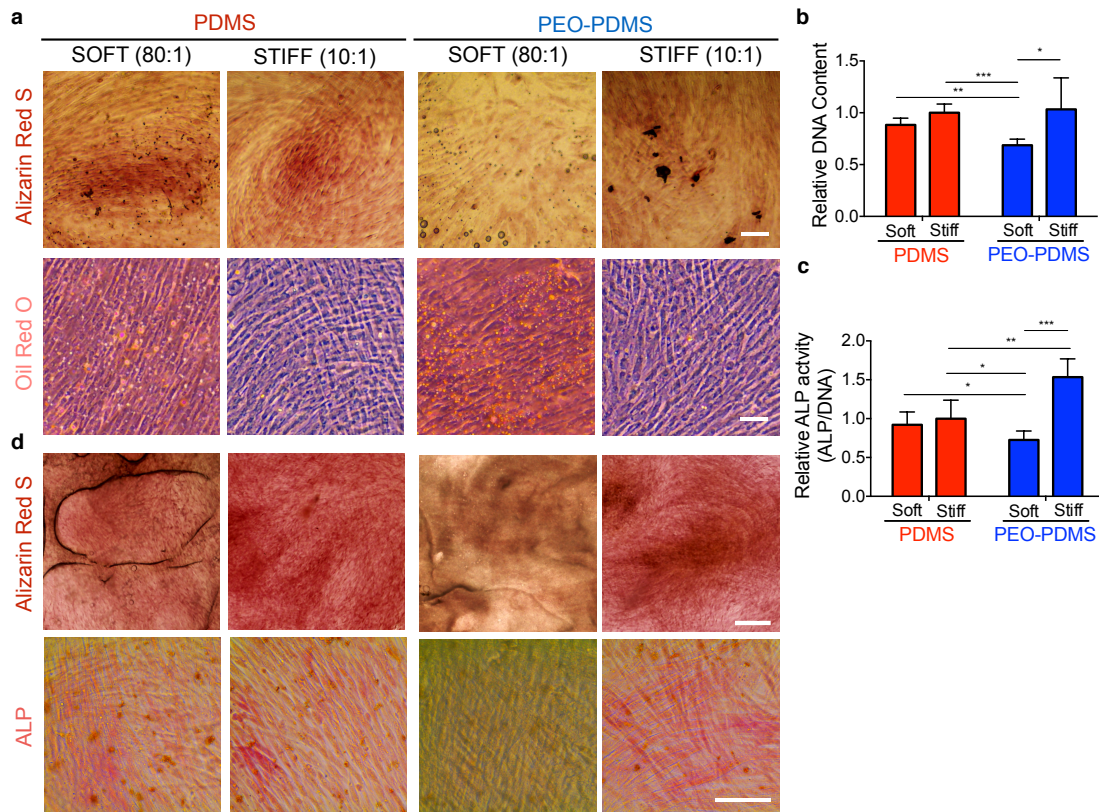 a
PDMS
PEO-PDMS
SOFT (80:1)
STIFF (10:1)
SOFT (80:1)
STIFF (10:1)
Alizarin Red S
Oil Red O
b
Relative DNA Content
1.5
1.0
0.5
0.0
*
***
**
Soft
Stiff
Soft
Stiff
PDMS
PEO-PDMS
c
Relative ALP activity
(ALP/DNA)
2.0
1.5
1.0
0.5
0.0
***
**
*
*
Soft
Stiff
Soft
Stiff
PDMS
PEO-PDMS
d
Alizarin Red S
ALP